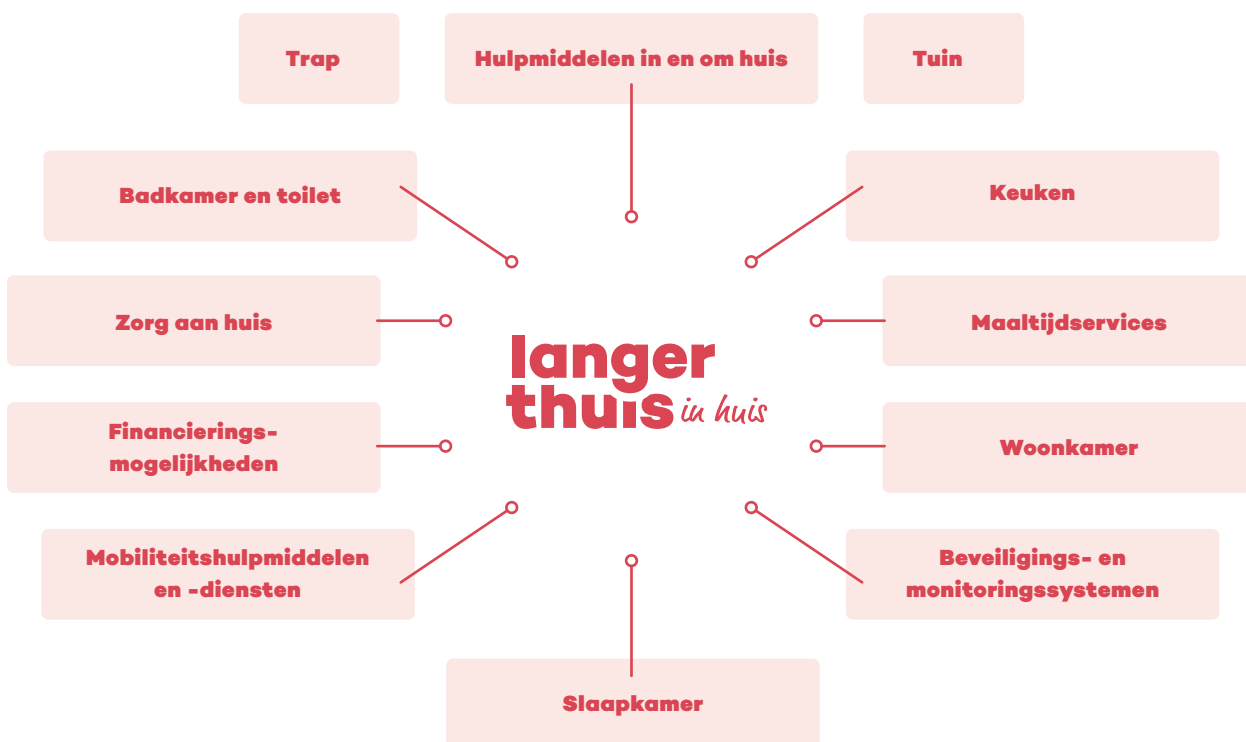 Trap
Hulpmiddelen in en om huis
Tuin
Badkamer en toilet
Keuken
Zorg aan huis
Maaltijdservices
langer
thuis in huis
Financierings-
mogelijkheden
Woonkamer
Mobiliteitshulpmiddelen
en -diensten
Beveiligings- en
monitoringssystemen
Slaapkamer